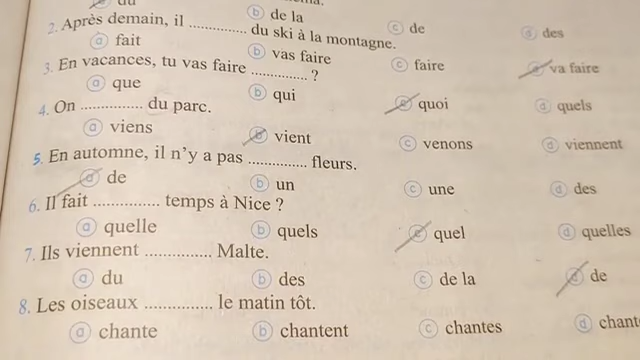 du
ⓑ de la ⓒ de ⓓ des
2. Après demain, il .............. du ski à la montagne.
ⓐ fait ⓑ vas faire ⓒ faire ⓓ va faire
3. En vacances, tu vas faire .............. ?
ⓐ que ⓑ qui ⓒ quoi ⓓ quels
4. On .............. du parc.
ⓐ viens ⓑ vient ⓒ venons ⓓ viennent
5. En automne, il n'y a pas .............. fleurs.
ⓐ de ⓑ un ⓒ une ⓓ des
6. Il fait .............. temps à Nice ?
ⓐ quelle ⓑ quels ⓒ quel ⓓ quelles
7. Ils viennent .............. Malte.
ⓐ du ⓑ des ⓒ de la ⓓ de
8. Les oiseaux .............. le matin tôt.
ⓐ chante ⓑ chantent ⓒ chantes ⓓ chant